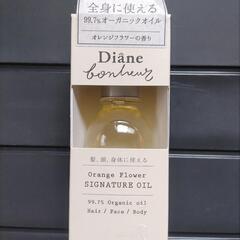 全身に使える
99.7%オーガニックオイル
オレンジフラワーの香り
Diane
bonheur
髪、顔、身体に使える
Orange Flower
SIGNATURE OIL
99.7% Organic oil
Hair / Face / Body